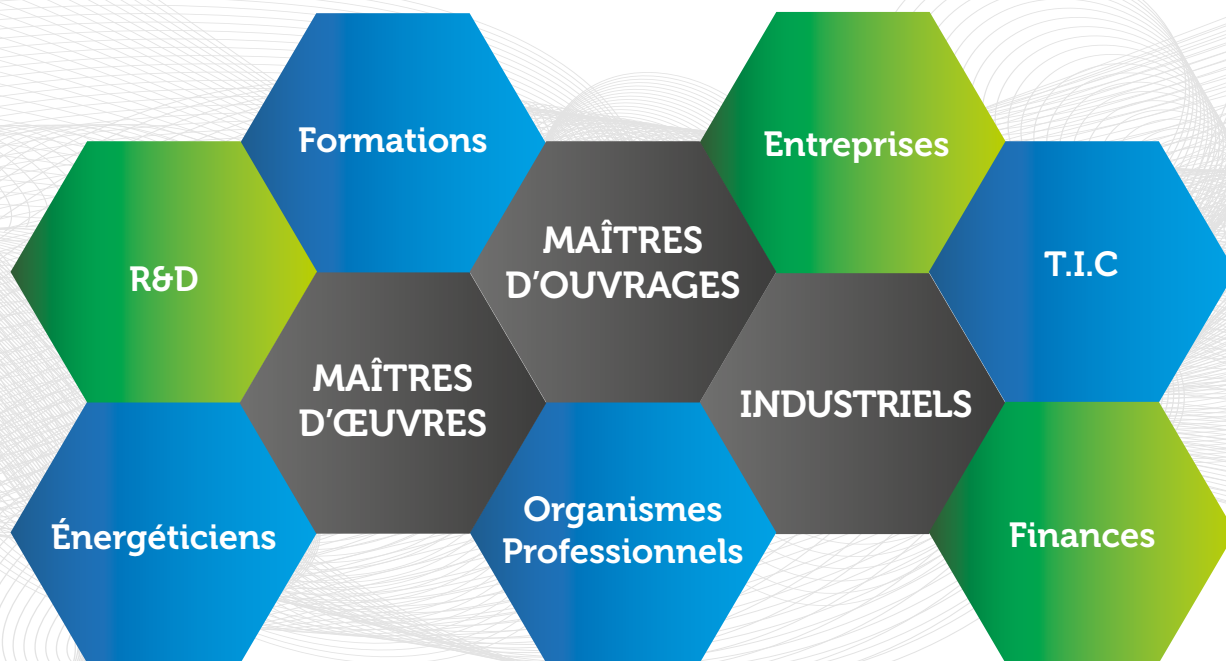 Formations
Entreprises
MAÎTRES
D'OUVRAGES
R&D
T.I.C
MAÎTRES
D'ŒUVRES
INDUSTRIELS
Énergéticiens
Organismes
Professionnels
Finances